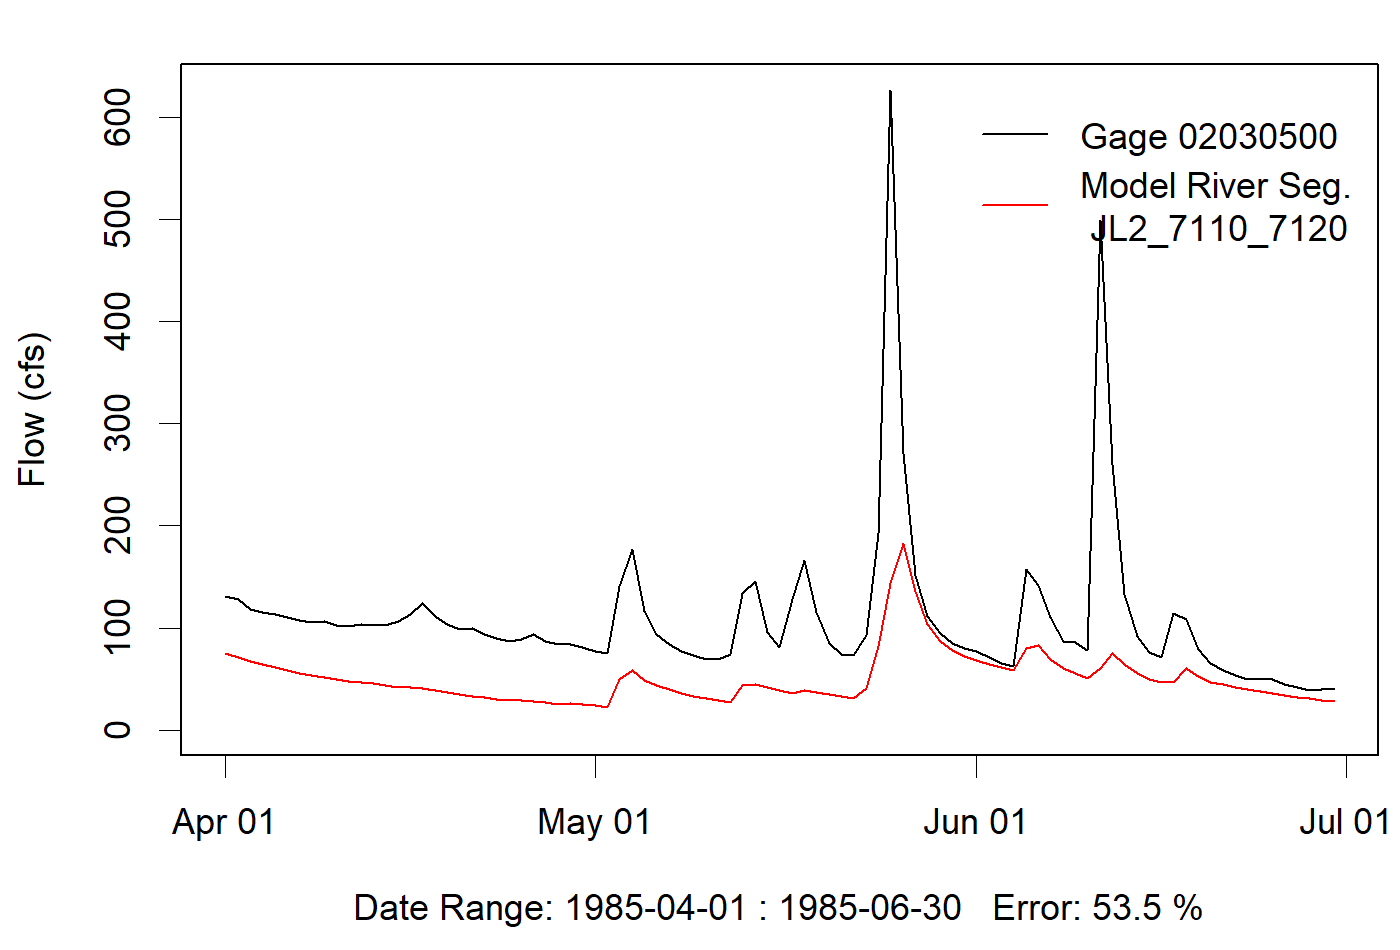 Flow (cfs)
600
500
400
300
200
100
0
Gage 02030500
Model River Seg.
JL2_7110_7120
Apr 01 May 01 Jun 01 Jul 01
Date Range: 1985-04-01 : 1985-06-30 Error: 53.5 %